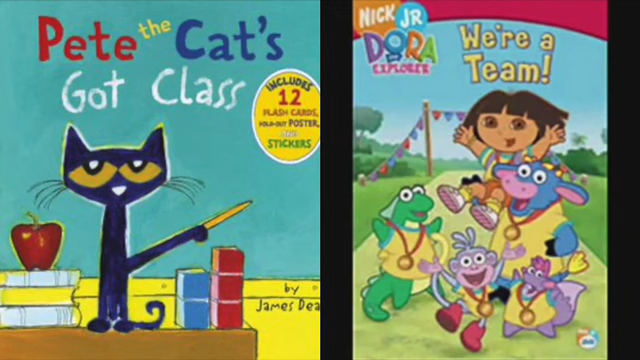 Pete the Cat's
Got Class
INCLUDES
12
FLASH CARDS,
FOLD-OUT POSTER,
AND
STICKERS
by
James Dea
NICK JR
DORA
the
EXPLORER
We're a
Team!